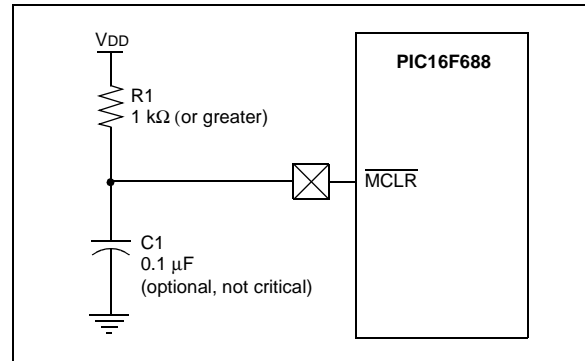 VDD
PIC16F688
R1
1 kΩ (or greater)
MCLR
C1
0.1 μF
(optional, not critical)